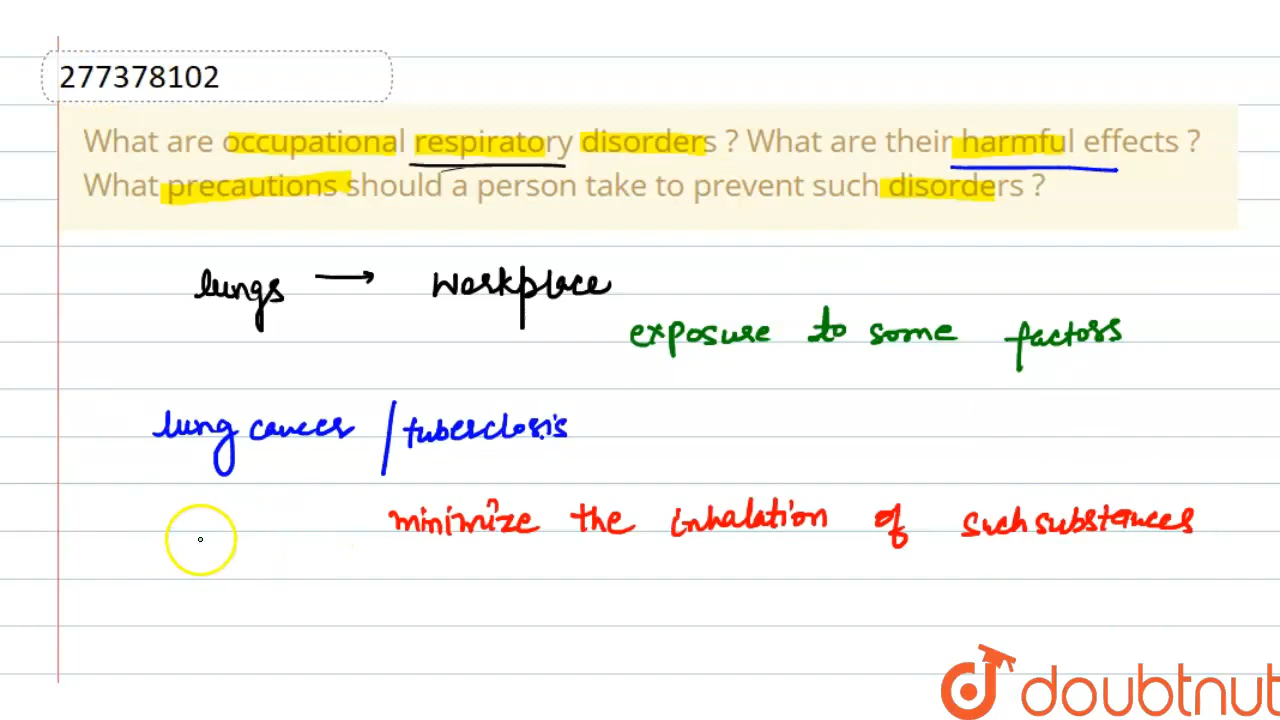 277378102
What are occupational respiratory disorders ? What are their harmful effects ?
What precautions should a person take to prevent such disorders ?
lungs → workplace
exposure to some factors
lung cancer / tuberclosis
minimize the inhalation of such substances
doubtnut